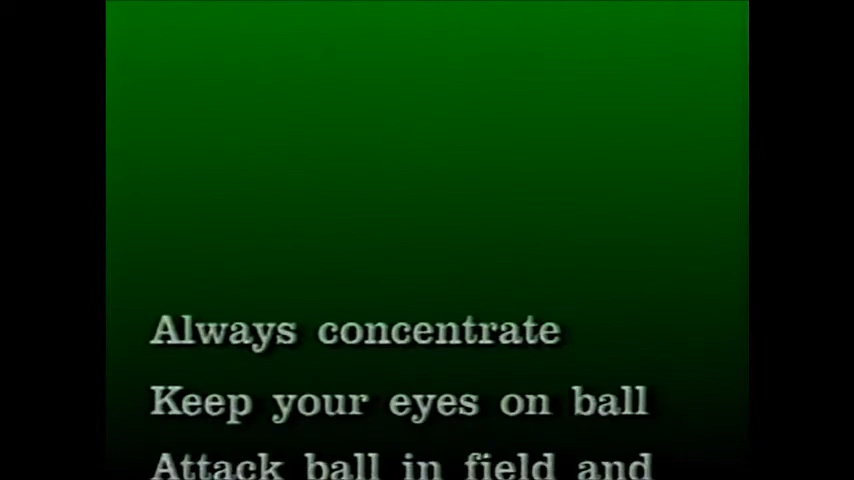 Always concentrate
Keep your eyes on ball
Attack ball in field and